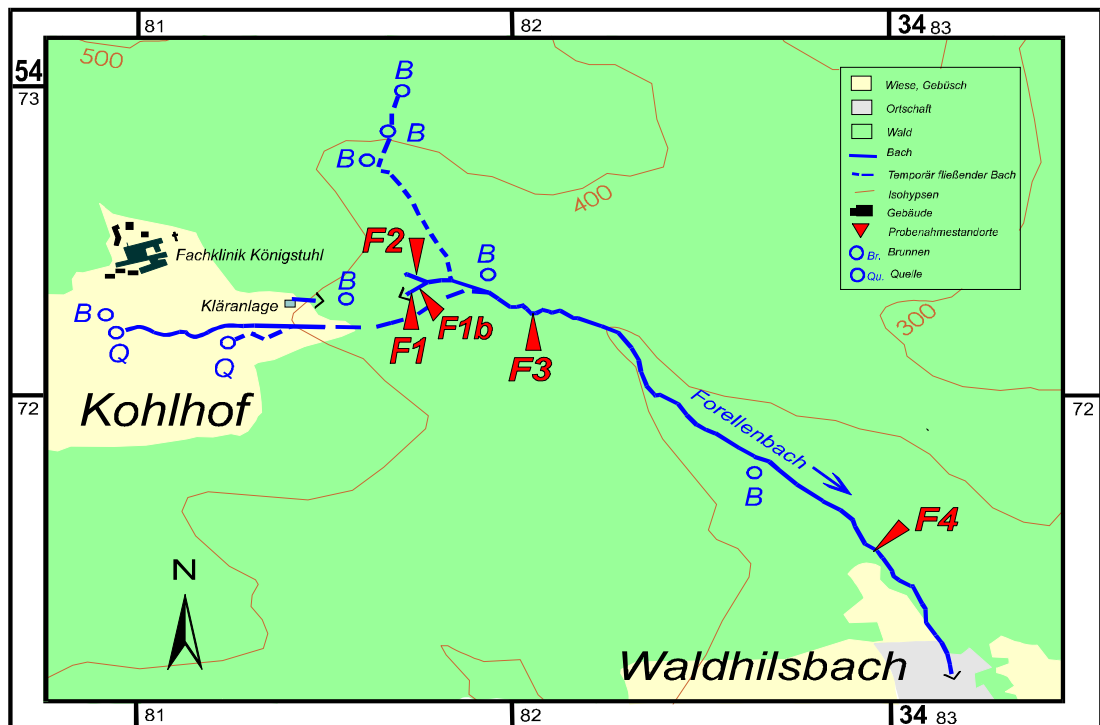 81
82
34 83
54
73
500
B
B
B
400
Wiese, Gebüsch
Ortschaft
Wald
Bach
Temporär fließender Bach
Isohypsen
Gebäude
Probenahmestandorte
Br. Brunnen
Qu. Quelle
F2
B
Fachklinik Königstuhl
B
Kläranlage
B
F1
F1b
F3
Q
Q
300
Kohlhof
72
72
Forellenbach
B
F4
N
Waldhilsbach
81
82
34 83